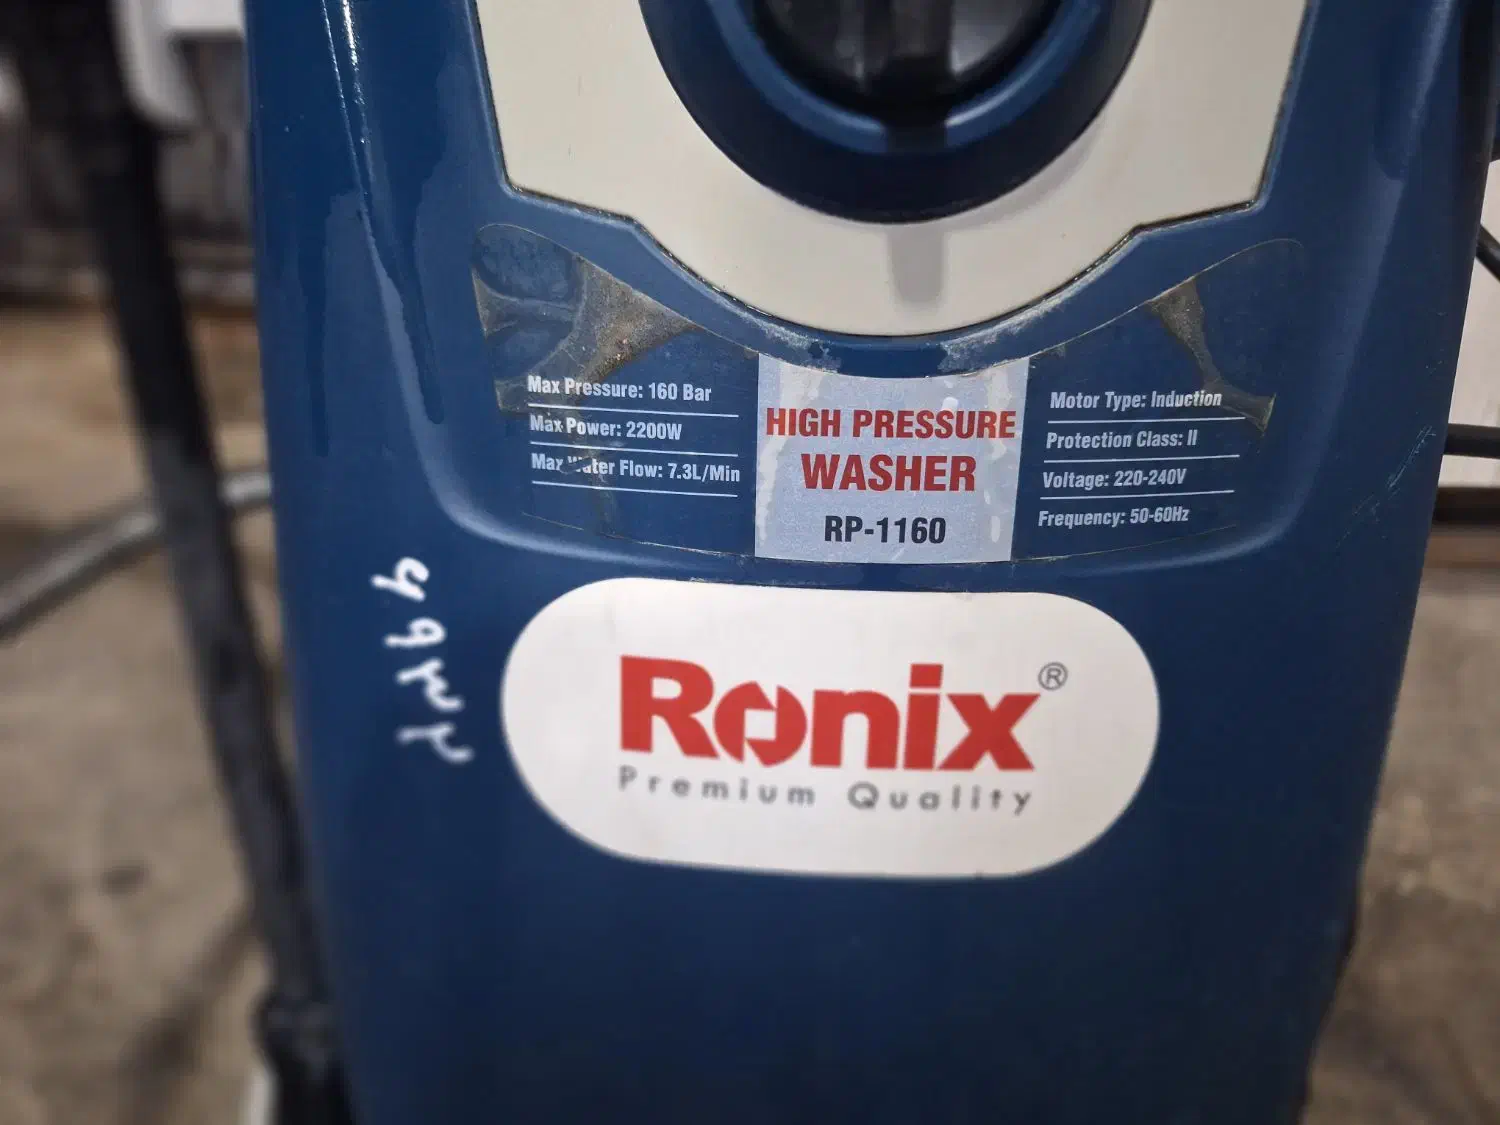 Max Pressure: 160 Bar
Max Power: 2200W
Max Water Flow: 7.3L/Min
HIGH PRESSURE
WASHER
RP-1160
Motor Type: Induction
Protection Class: II
Voltage: 220-240V
Frequency: 50-60Hz
Ronix®
Premium Quality